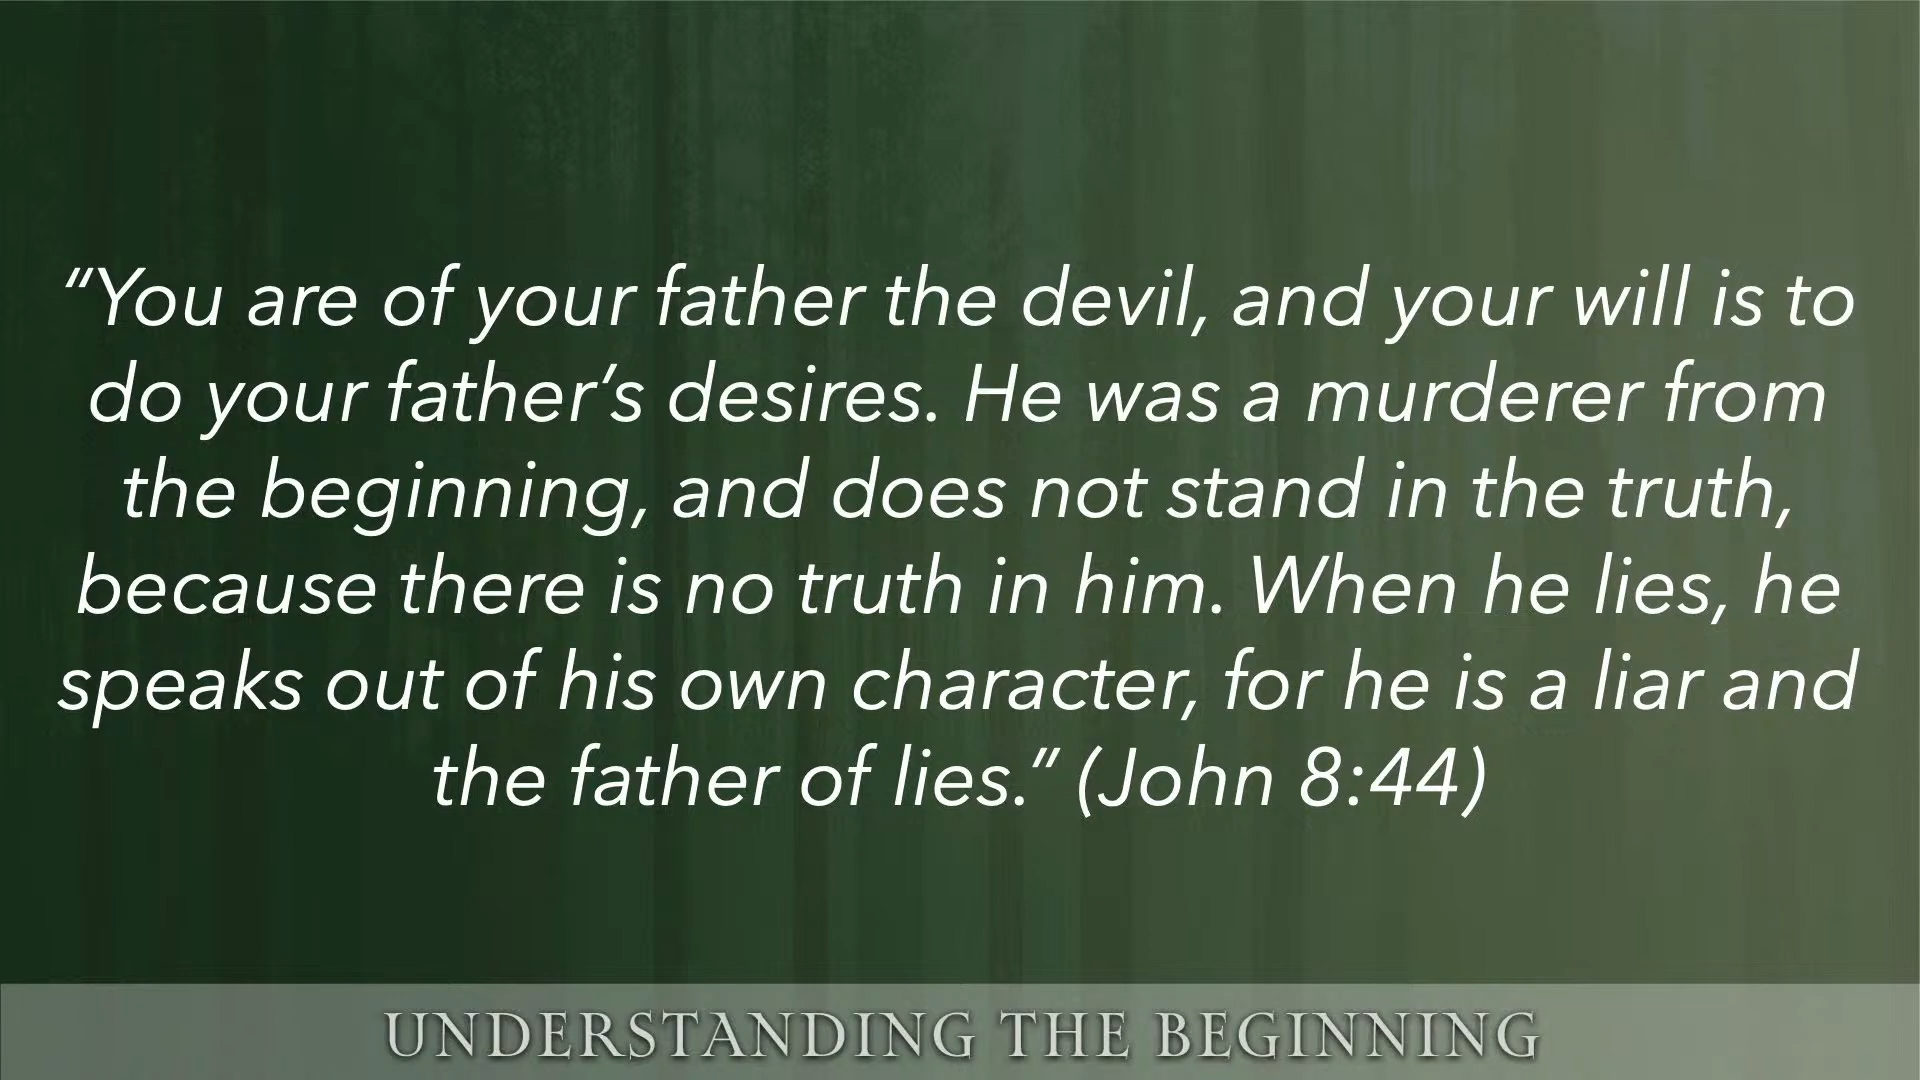 “You are of your father the devil, and your will is to
do your father’s desires. He was a murderer from
the beginning, and does not stand in the truth,
because there is no truth in him. When he lies, he
speaks out of his own character, for he is a liar and
the father of lies.” (John 8:44)
UNDERSTANDING THE BEGINNING